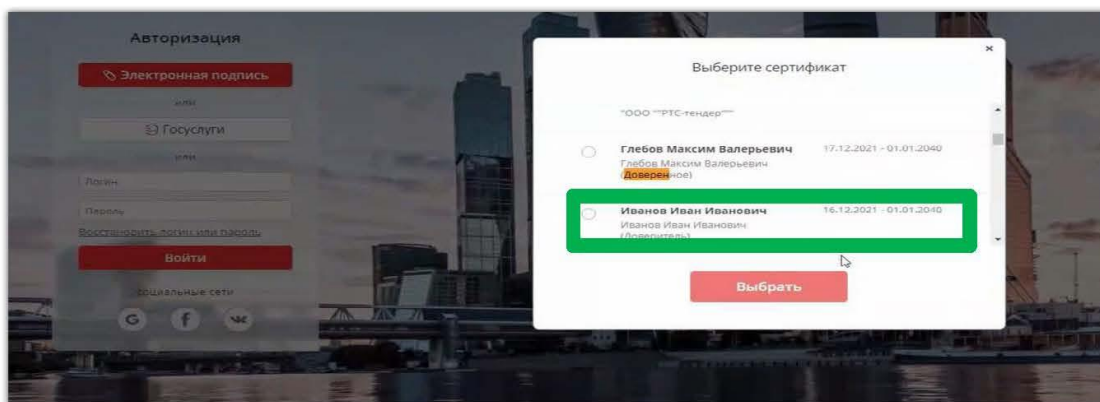 Авторизация
Электронная подпись
или
Госуслуги
или
Логин
Пароль
Восстановить логин или пароль
Войти
социальные сети
G f
Выберите сертификат
×
"ООО ""РТС-тендер"""
Глебов Максим Валерьевич 17.12.2021 - 01.01.2040
Глебов Максим Валерьевич
(Доверенное)
Иванов Иван Иванович 16.12.2021 - 01.01.2040
Иванов Иван Иванович
(Доверитель)
Выбрать